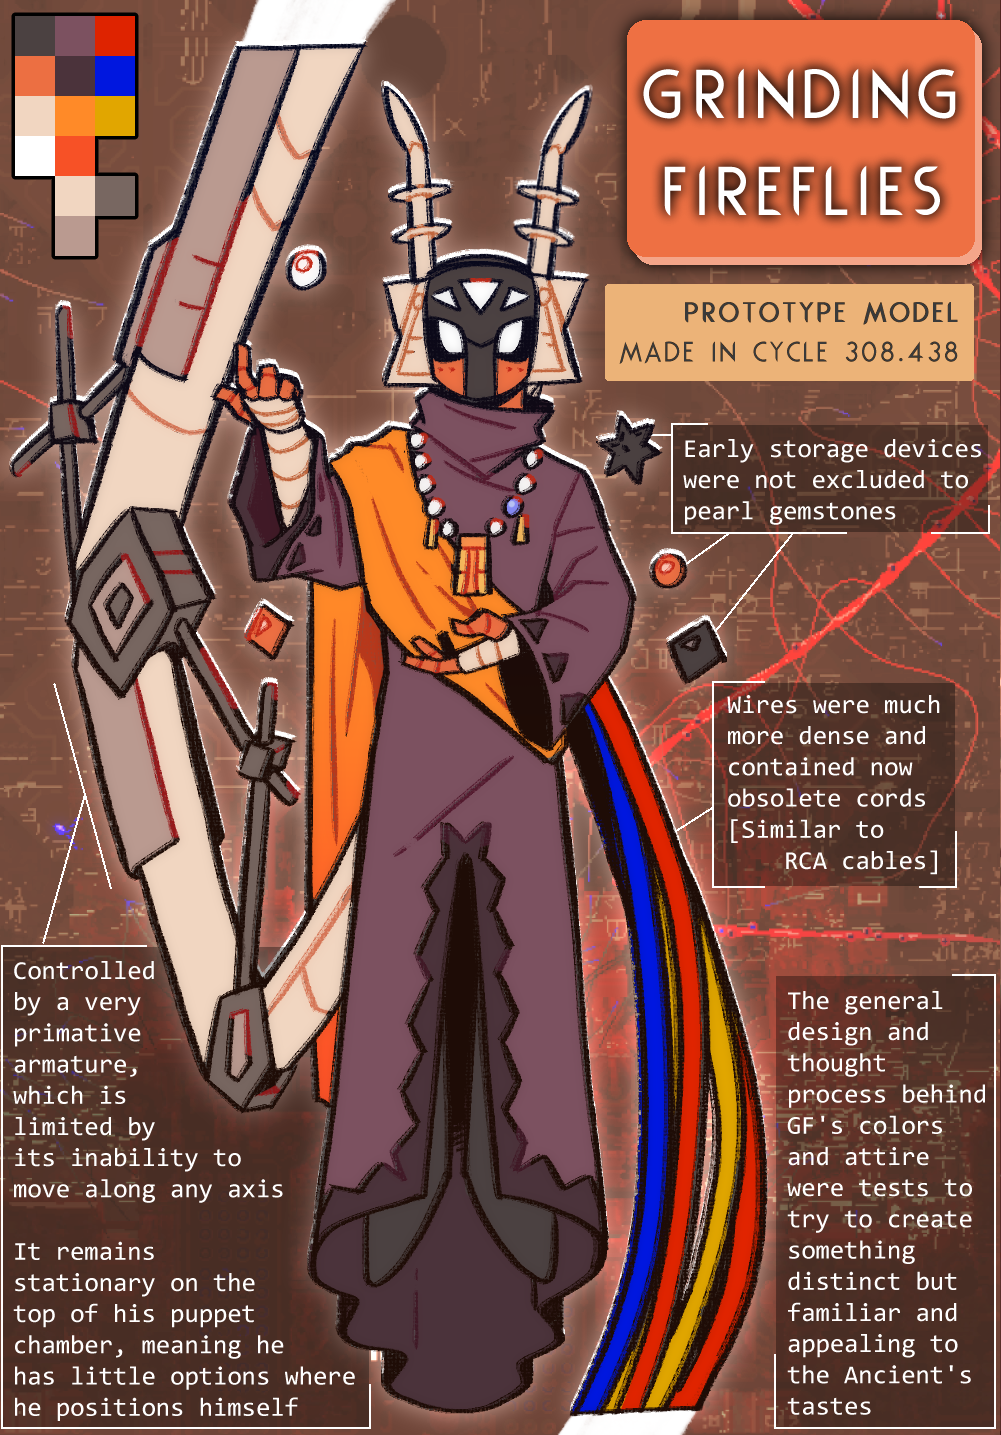 GRINDING
FIREFLIES
PROTOTYPE MODEL
MADE IN CYCLE 308.438
Early storage devices
were not excluded to
pearl gemstones
Wires were much
more dense and
contained now
obsolete cords
[Similar to
RCA cables]
Controlled
by a very
primative
armature,
which is
limited by
its inability to
move along any axis
It remains
stationary on the
top of his puppet
chamber, meaning he
has little options where
he positions himself
The general
design and
thought
process behind
GF's colors
and attire
were tests to
try to create
something
distinct but
familiar and
appealing to
the Ancient's
tastes